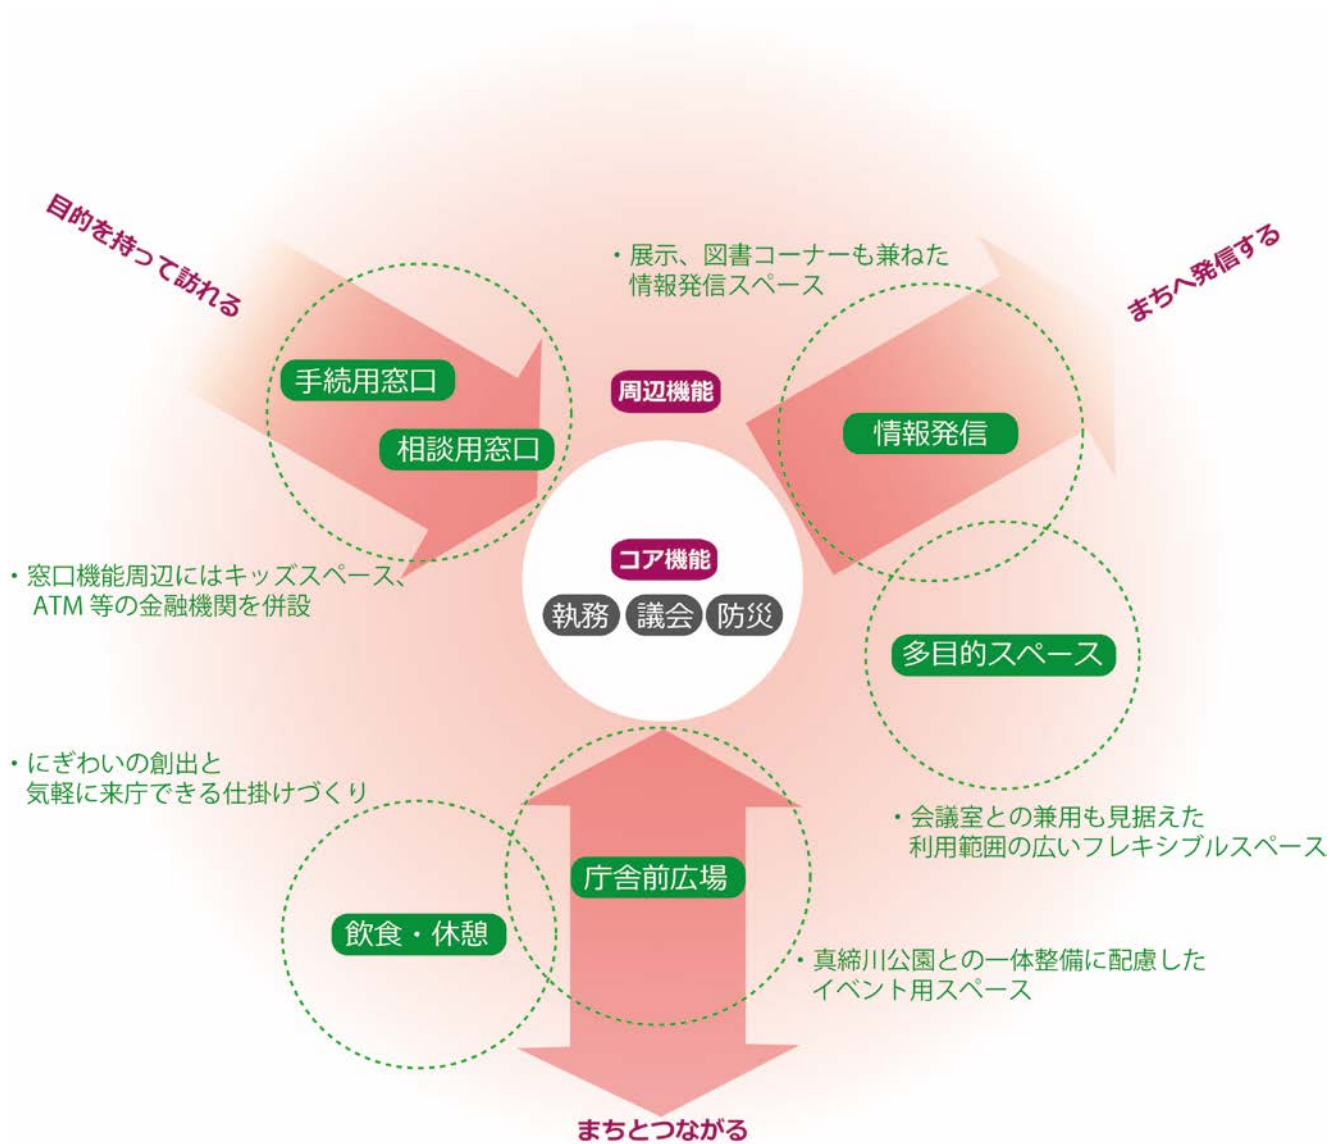 目的を持って訪れる
・展示、図書コーナーも兼ねた
情報発信スペース
まちへ発信する
手続用窓口
相談用窓口
周辺機能
情報発信
・窓口機能周辺にはキッズスペース、
ATM 等の金融機関を併設
コア機能
執務 議会 防災
多目的スペース
・にぎわいの創出と
気軽に来庁できる仕掛けづくり
・会議室との兼用も見据えた
利用範囲の広いフレキシブルスペース
庁舎前広場
飲食・休憩
・真締川公園との一体整備に配慮した
イベント用スペース
まちとつながる